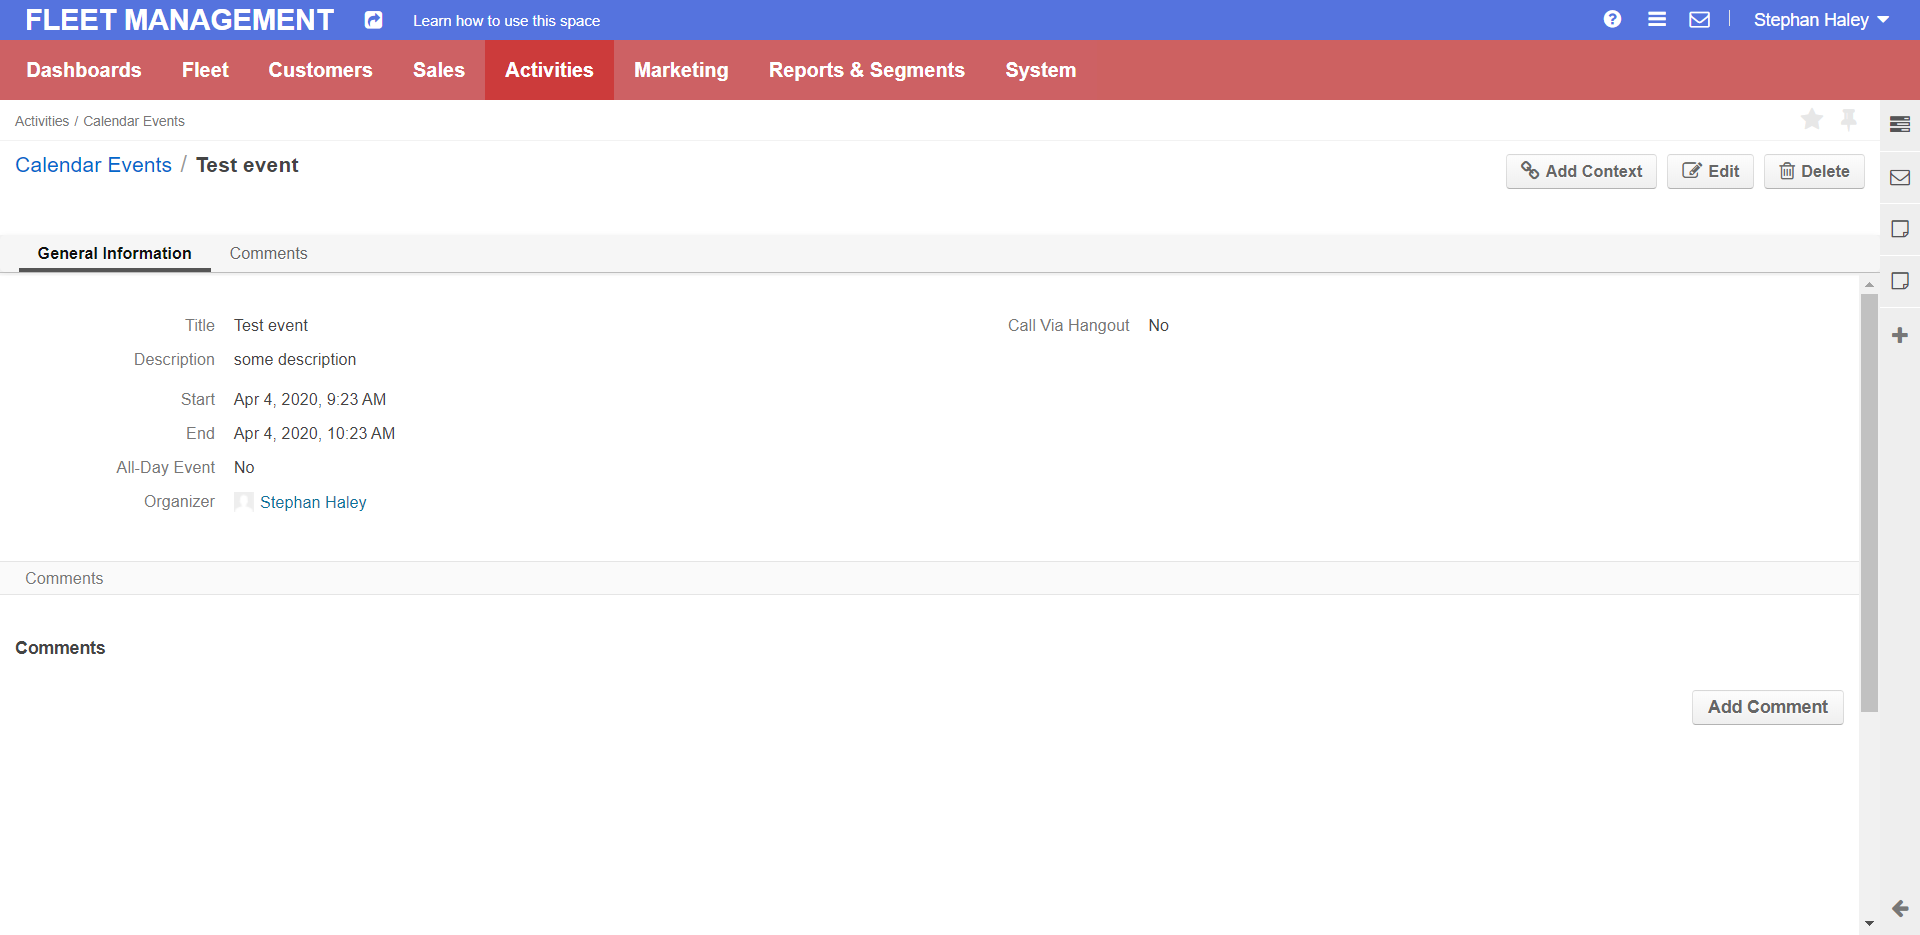 FLEET MANAGEMENT Learn how to use this space Stephan Haley
Dashboards Fleet Customers Sales Activities Marketing Reports & Segments System
Activities / Calendar Events
Calendar Events / Test event
Add Context Edit Delete
General Information Comments
Title Test event Call Via Hangout No
Description some description
Start Apr 4, 2020, 9:23 AM
End Apr 4, 2020, 10:23 AM
All-Day Event No
Organizer Stephan Haley
Comments
Comments
Add Comment